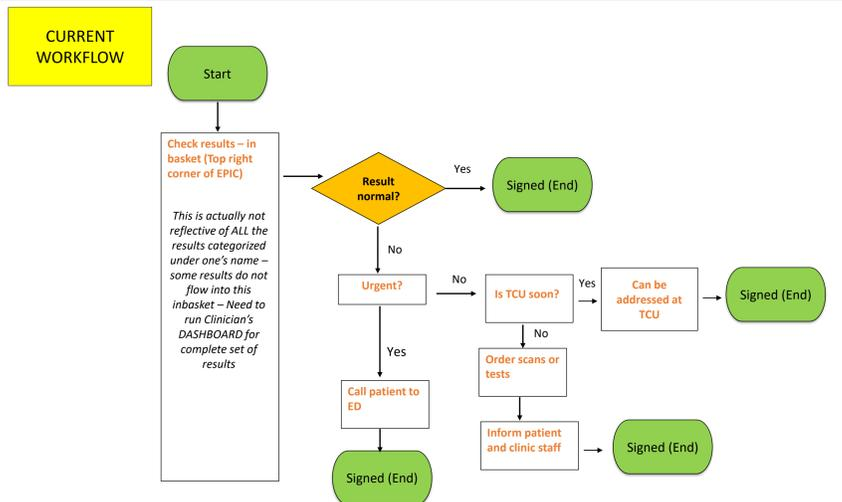 CURRENT
WORKFLOW
Start
Check results – in
basket (Top right
corner of EPIC)
This is actually not
reflective of ALL the
results categorized
under one's name –
some results do not
flow into this
inbasket – Need to
run Clinician's
DASHBOARD for
complete set of
results
Result
normal?
Yes
Signed (End)
No
Urgent?
No
Is TCU soon?
Yes
Can be
addressed at
TCU
Signed (End)
Yes
No
Order scans or
tests
Call patient to
ED
Inform patient
and clinic staff
Signed (End)
Signed (End)